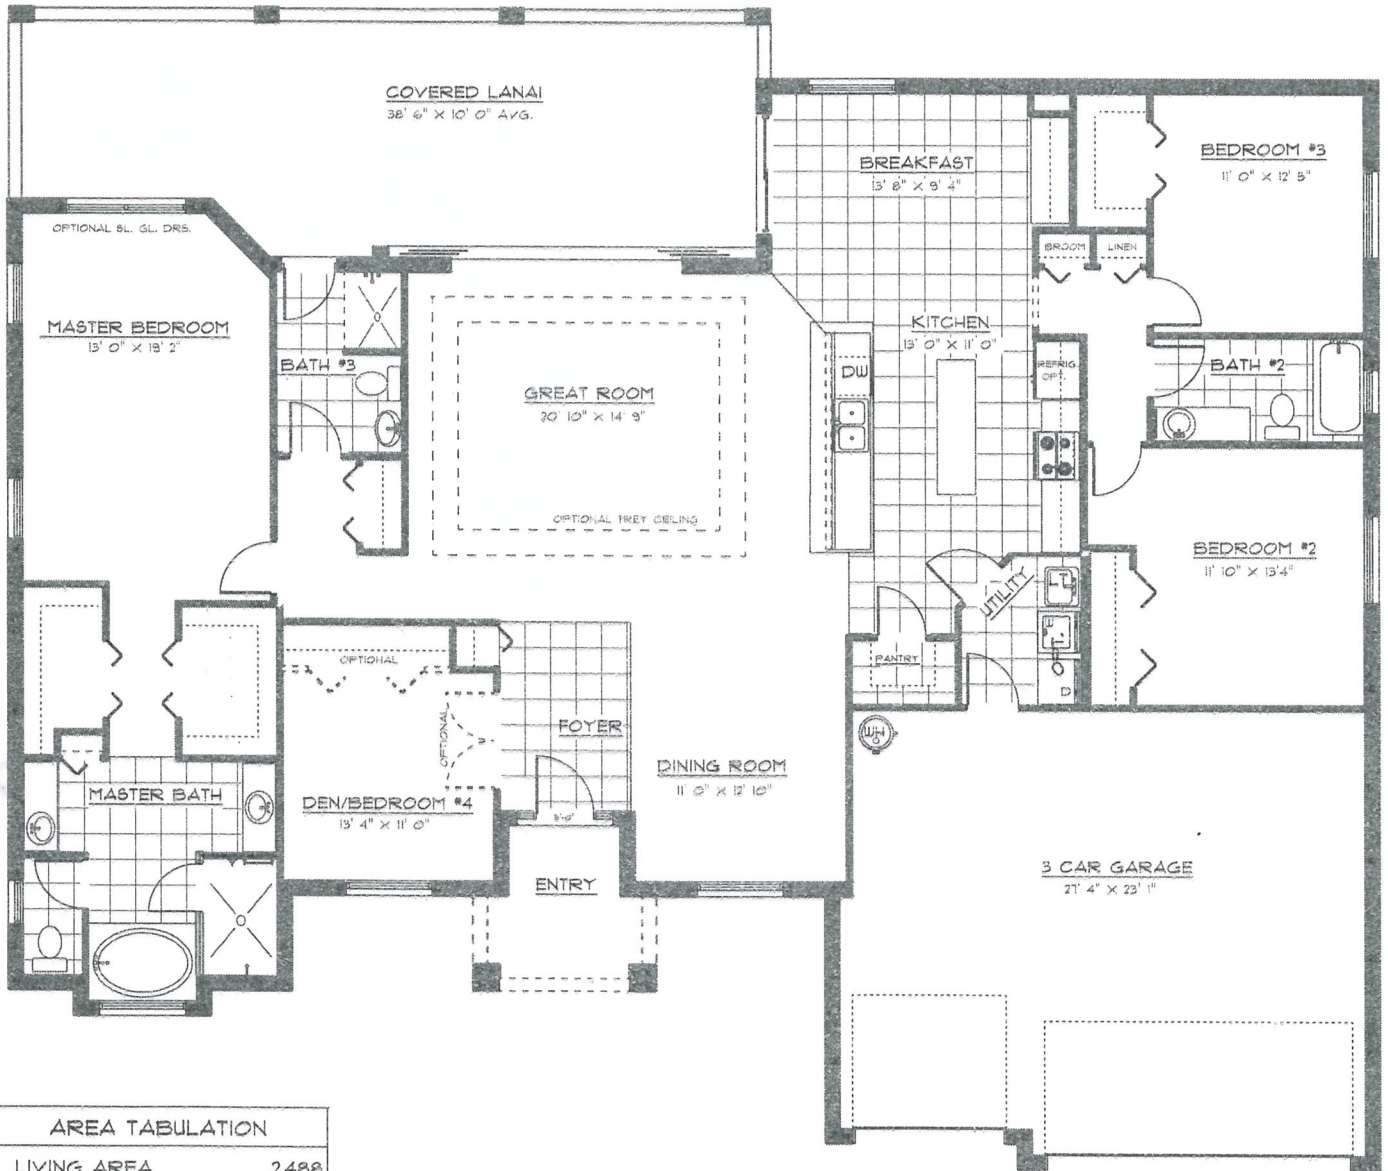 COVERED LANAI
38' 6" X 10' 0" AVG.
BREAKFAST
13' 8" X 9' 4"
BEDROOM #3
11' 0" X 12' 5"
OPTIONAL SL. GL. DRS.
BROOM
LINEN
MASTER BEDROOM
13' 0" X 19' 2"
KITCHEN
13' 0" X 11' 0"
BATH #3
BATH #2
REFRIG.
OPT.
DW
GREAT ROOM
20' 10" X 14' 9"
OPTIONAL TREY CEILING
BEDROOM #2
11' 10" X 13'4"
UTILITY
LT
W
OPT.
D
OPTIONAL
PANTRY
OPTIONAL
FOYER
WH
DINING ROOM
11' 0" X 12' 10"
MASTER BATH
DEN/BEDROOM #4
13' 4" X 11' 0"
ENTRY
3 CAR GARAGE
27' 4" X 23' 1"
AREA TABULATION
LIVING AREA 2488